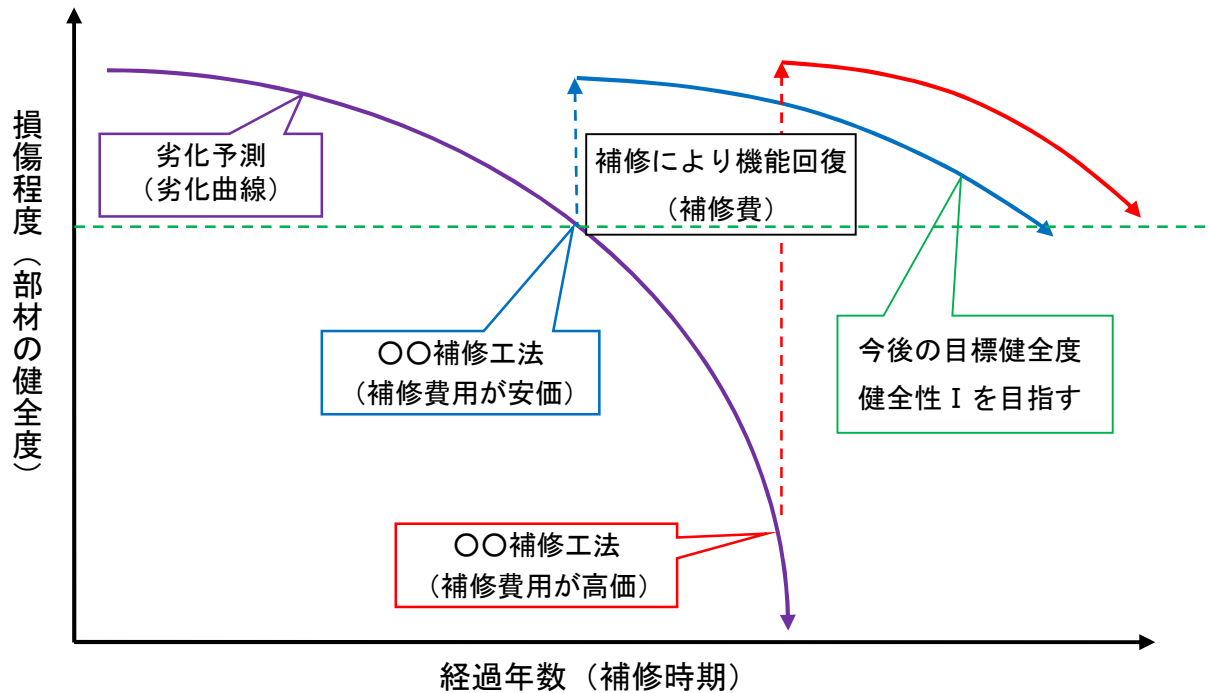 損傷程度（部材の健全度）
劣化予測
（劣化曲線）
補修により機能回復
（補修費）
〇〇補修工法
（補修費用が安価）
今後の目標健全度
健全性Ⅰを目指す
〇〇補修工法
（補修費用が高価）
経過年数（補修時期）